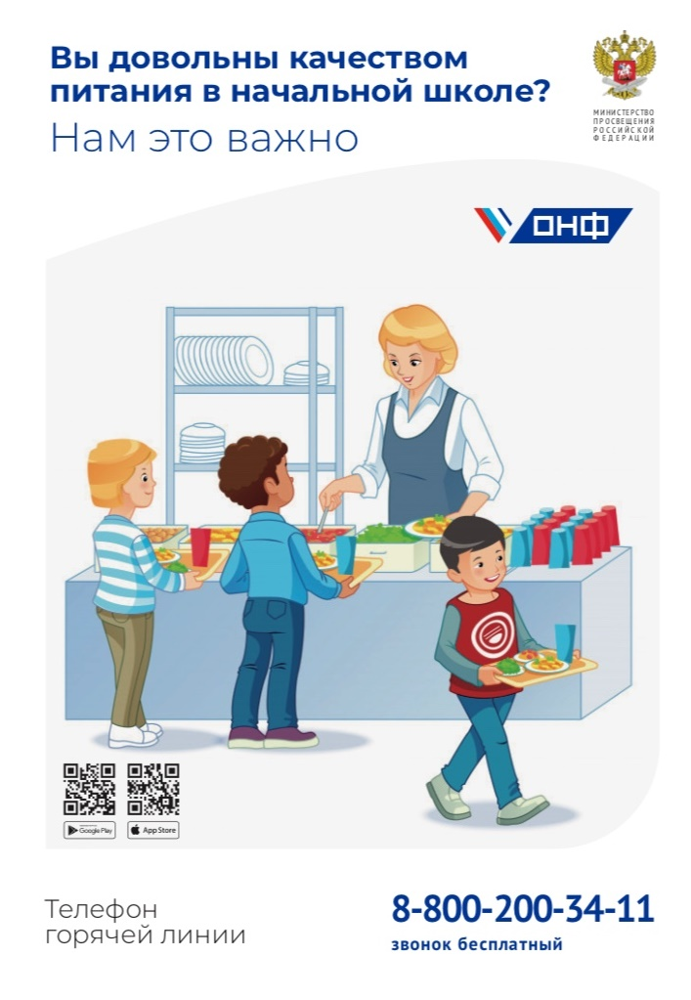 Вы довольны качеством
питания в начальной школе?
Нам это важно
МИНИСТЕРСТВО
ПРОСВЕЩЕНИЯ
РОССИЙСКОЙ
ФЕДЕРАЦИИ
ОНФ
Google Play
App Store
Телефон
горячей линии
8-800-200-34-11
звонок бесплатный